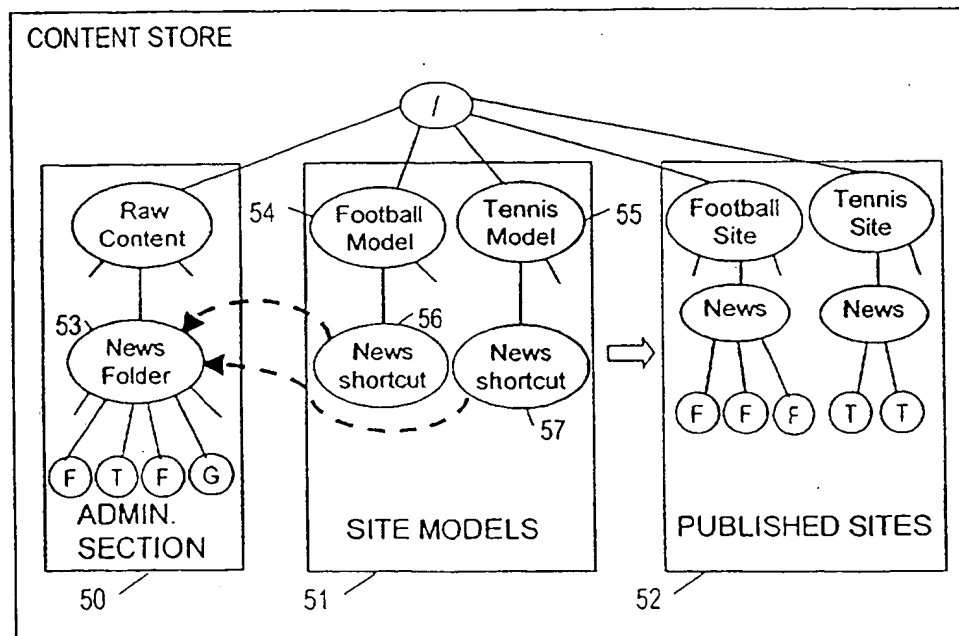 CONTENT STORE
/
Raw
Content
54
Football
Model
Tennis
Model
55
Football
Site
Tennis
Site
53
News
Folder
56
News
shortcut
News
shortcut
57
News
News
F
F
F
T
T
F
T
F
G
ADMIN.
SECTION
SITE MODELS
PUBLISHED SITES
50
51
52